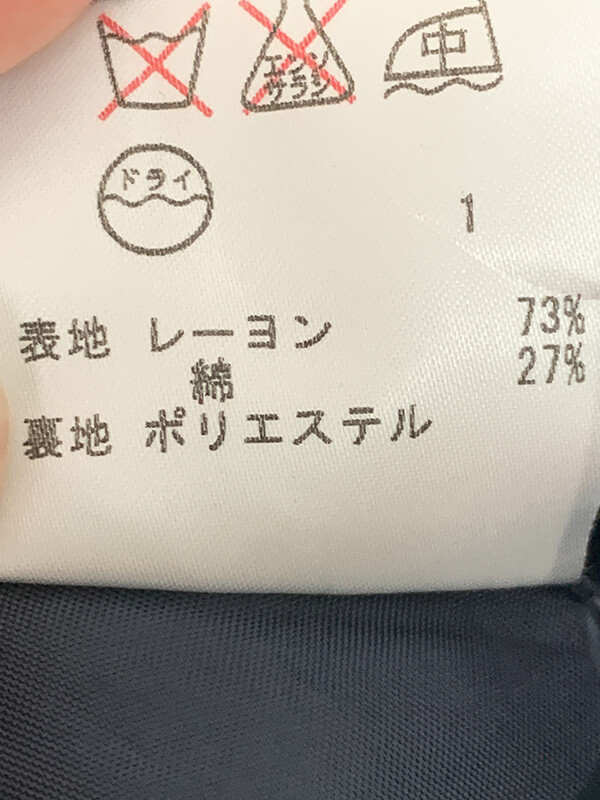 エンソ
サラシ
中
ドライ
1
表地 レーヨン 73%
綿 27%
裏地 ポリエステル